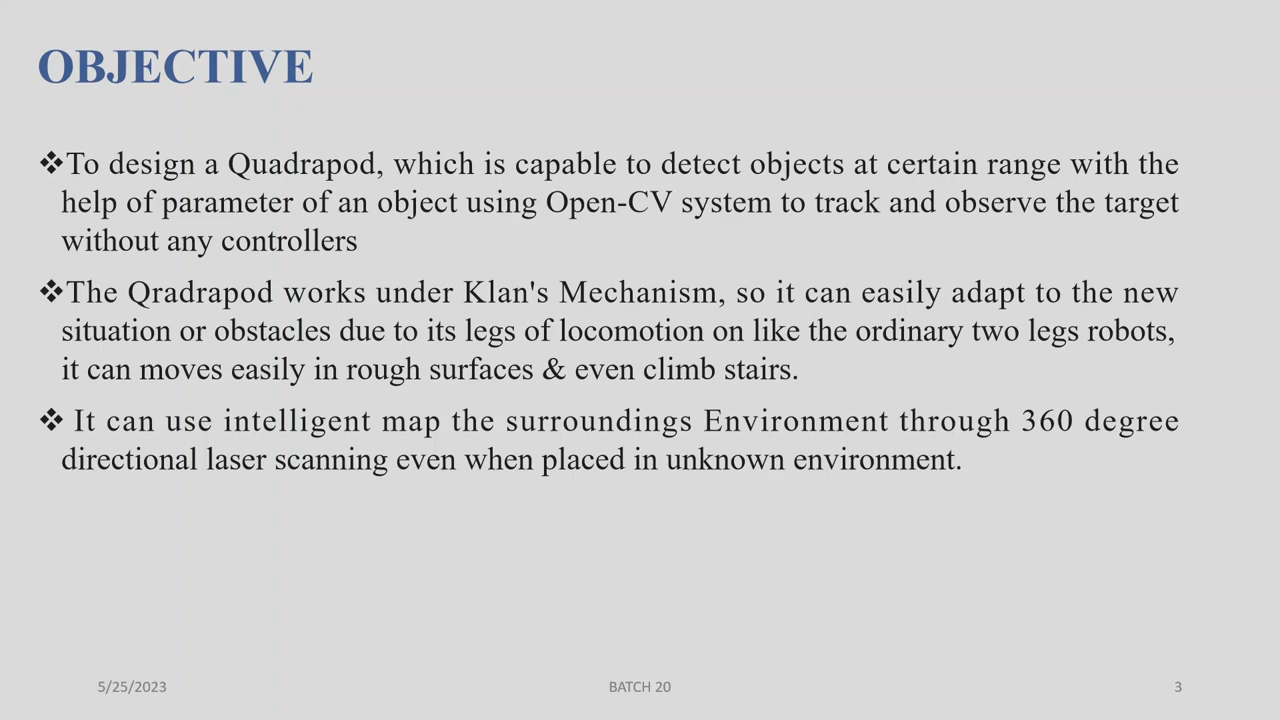 OBJECTIVE
❖To design a Quadrapod, which is capable to detect objects at certain range with the
help of parameter of an object using Open-CV system to track and observe the target
without any controllers
❖The Qradrapod works under Klan's Mechanism, so it can easily adapt to the new
situation or obstacles due to its legs of locomotion on like the ordinary two legs robots,
it can moves easily in rough surfaces & even climb stairs.
❖ It can use intelligent map the surroundings Environment through 360 degree
directional laser scanning even when placed in unknown environment.
5/25/2023
BATCH 20
3